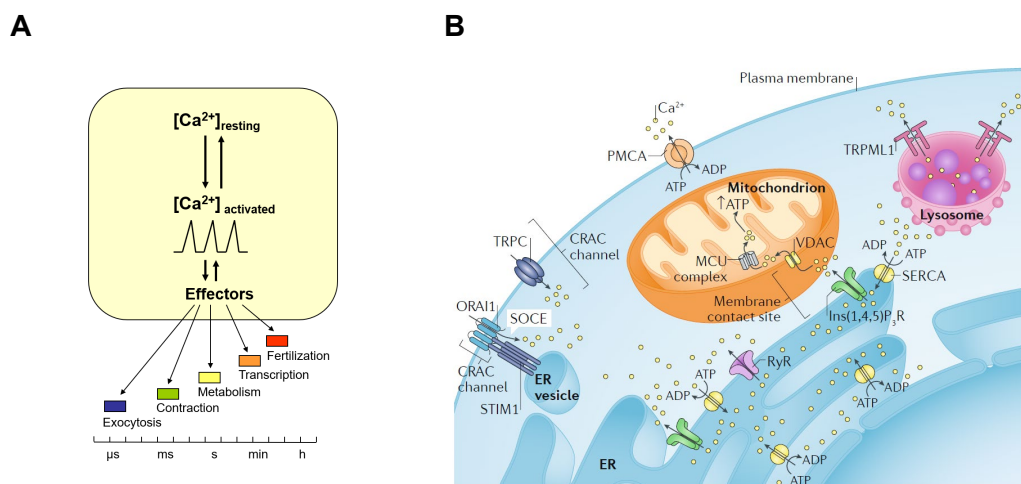 A
[Ca²⁺]resting
[Ca²⁺] activated
Effectors
Fertilization
Transcription
Metabolism
Contraction
Exocytosis
µs ms s min h
B
Plasma membrane
Ca²⁺
PMCA
ADP
ATP
TRPML1
Lysosome
Mitochondrion
↑ATP
VDAC
MCU
complex
Membrane
contact site
TRPC
CRAC
channel
ADP
ATP
SERCA
Ins(1,4,5)P₃R
ORAI1
SOCE
CRAC
channel
STIM1
ER
vesicle
RyR
ATP
ADP
ADP
ATP
ER
ADP
ATP